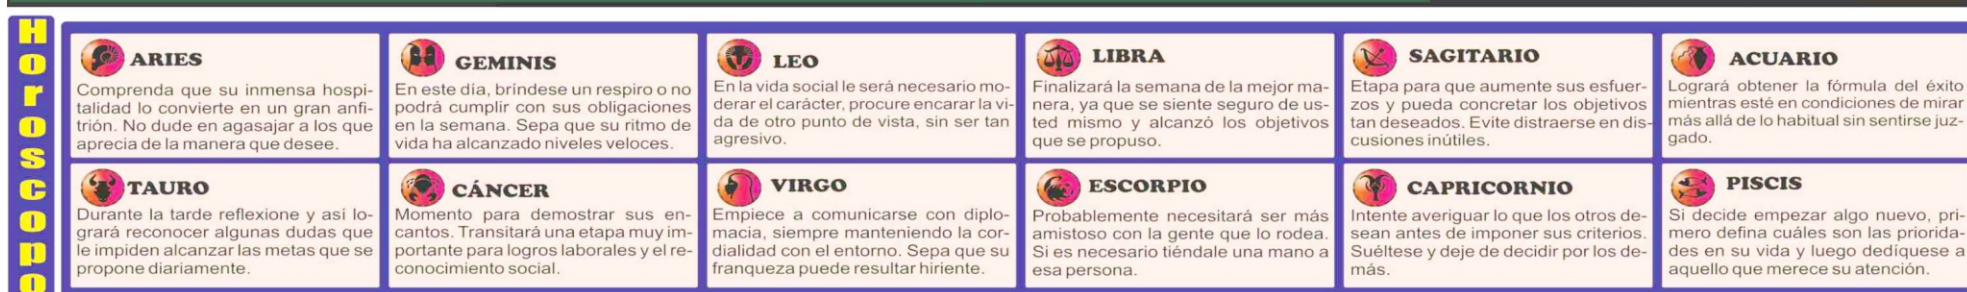 Horoscopo
ARIES
Comprenda que su inmensa hospi-
talidad lo convierte en un gran anfi-
trión. No dude en agasajar a los que
aprecia de la manera que desee.
TAURO
Durante la tarde reflexione y así lo-
grará reconocer algunas dudas que
le impiden alcanzar las metas que se
propone diariamente.
GEMINIS
En este día, bríndese un respiro o no
podrá cumplir con sus obligaciones
en la semana. Sepa que su ritmo de
vida ha alcanzado niveles veloces.
CÁNCER
Momento para demostrar sus en-
cantos. Transitará una etapa muy im-
portante para logros laborales y el re-
conocimiento social.
LEO
En la vida social le será necesario mo-
derar el carácter, procure encarar la vi-
da de otro punto de vista, sin ser tan
agresivo.
VIRGO
Empiece a comunicarse con diplo-
macia, siempre manteniendo la cor-
dialidad con el entorno. Sepa que su
franqueza puede resultar hiriente.
LIBRA
Finalizará la semana de la mejor ma-
nera, ya que se siente seguro de us-
ted mismo y alcanzó los objetivos
que se propuso.
ESCORPIO
Probablemente necesitará ser más
amistoso con la gente que lo rodea.
Si es necesario tiéndale una mano a
esa persona.
SAGITARIO
Etapa para que aumente sus esfuer-
zos y pueda concretar los objetivos
tan deseados. Evite distraerse en dis-
cusiones inútiles.
CAPRICORNIO
Intente averiguar lo que los otros de-
sean antes de imponer sus criterios.
Suéltese y deje de decidir por los de-
más.
ACUARIO
Logrará obtener la fórmula del éxito
mientras esté en condiciones de mirar
más allá de lo habitual sin sentirse juz-
gado.
PISCIS
Si decide empezar algo nuevo, pri-
mero defina cuáles son las priorida-
des en su vida y luego dedíquese a
aquello que merece su atención.